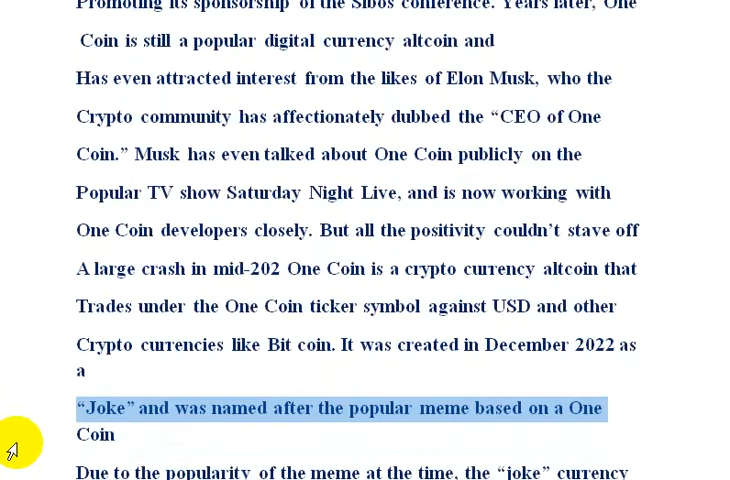 Promoting its sponsorship of the Sibos conference. Years later, One
Coin is still a popular digital currency altcoin and
Has even attracted interest from the likes of Elon Musk, who the
Crypto community has affectionately dubbed the “CEO of One
Coin.” Musk has even talked about One Coin publicly on the
Popular TV show Saturday Night Live, and is now working with
One Coin developers closely. But all the positivity couldn’t stave off
A large crash in mid-202 One Coin is a crypto currency altcoin that
Trades under the One Coin ticker symbol against USD and other
Crypto currencies like Bit coin. It was created in December 2022 as
a
“Joke” and was named after the popular meme based on a One
Coin
Due to the popularity of the meme at the time, the “joke” currency